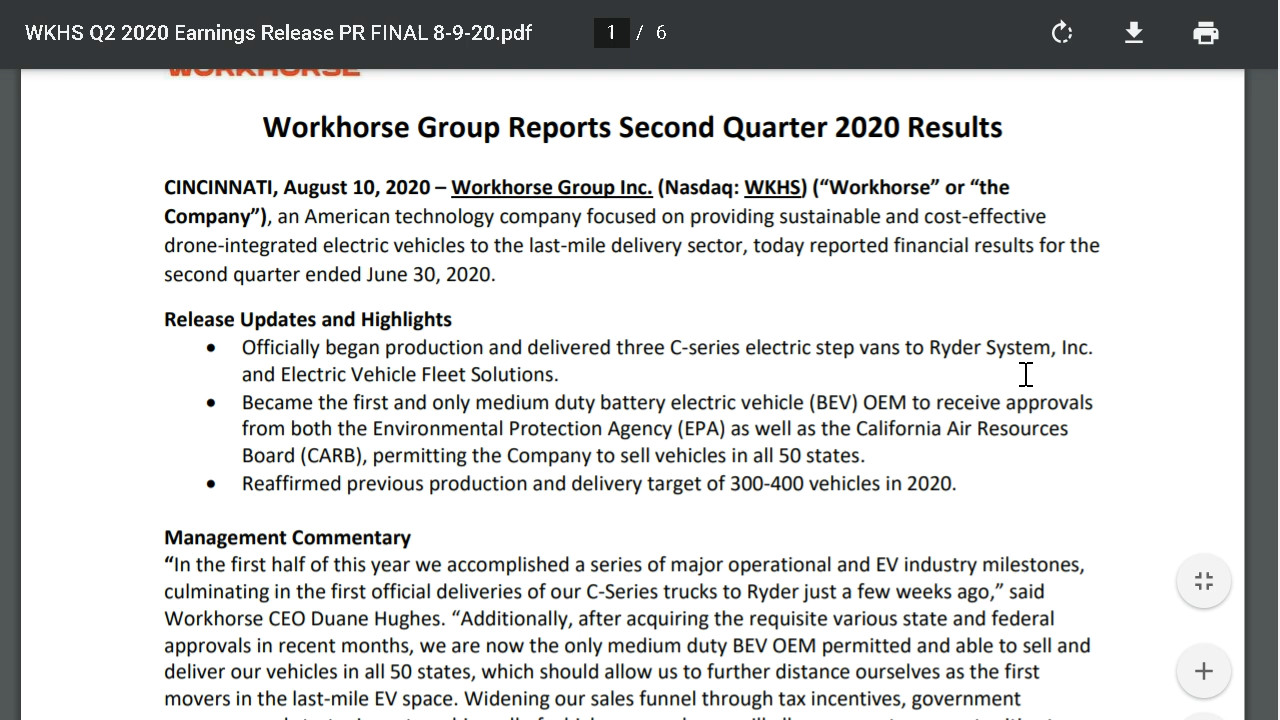 WKHS Q2 2020 Earnings Release PR FINAL 8-9-20.pdf 1 / 6
WORKHORSE
Workhorse Group Reports Second Quarter 2020 Results
CINCINNATI, August 10, 2020 – Workhorse Group Inc. (Nasdaq: WKHS) (“Workhorse” or “the
Company”), an American technology company focused on providing sustainable and cost-effective
drone-integrated electric vehicles to the last-mile delivery sector, today reported financial results for the
second quarter ended June 30, 2020.
Release Updates and Highlights
• Officially began production and delivered three C-series electric step vans to Ryder System, Inc.
and Electric Vehicle Fleet Solutions.
• Became the first and only medium duty battery electric vehicle (BEV) OEM to receive approvals
from both the Environmental Protection Agency (EPA) as well as the California Air Resources
Board (CARB), permitting the Company to sell vehicles in all 50 states.
• Reaffirmed previous production and delivery target of 300-400 vehicles in 2020.
Management Commentary
“In the first half of this year we accomplished a series of major operational and EV industry milestones,
culminating in the first official deliveries of our C-Series trucks to Ryder just a few weeks ago,” said
Workhorse CEO Duane Hughes. “Additionally, after acquiring the requisite various state and federal
approvals in recent months, we are now the only medium duty BEV OEM permitted and able to sell and
deliver our vehicles in all 50 states, which should allow us to further distance ourselves as the first
movers in the last-mile EV space. Widening our sales funnel through tax incentives, government